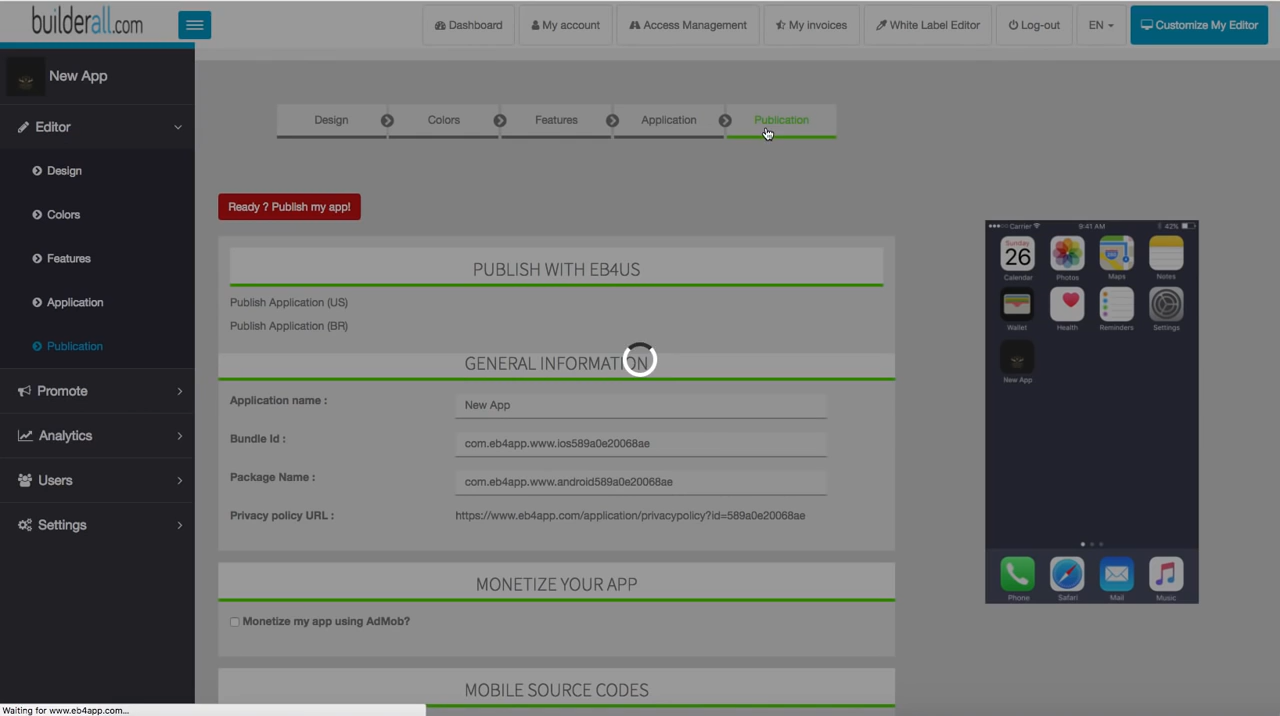 builderall.com
Dashboard
My account
Access Management
My invoices
White Label Editor
Log-out
EN
Customize My Editor
New App
Editor
Design
Colors
Features
Application
Publication
Promote
Analytics
Users
Settings
Design
Colors
Features
Application
Publication
Ready ? Publish my app!
PUBLISH WITH EB4US
Publish Application (US)
Publish Application (BR)
GENERAL INFORMATION
Application name :
New App
Bundle Id :
com.eb4app.www.ios589a0e20068ae
Package Name :
com.eb4app.www.android589a0e20068ae
Privacy policy URL :
https://www.eb4app.com/application/privacypolicy?id=589a0e20068ae
MONETIZE YOUR APP
Monetize my app using AdMob?
MOBILE SOURCE CODES
Carrier 9:41 AM 42%
Sunday
26
Calendar Photos Maps Notes
Wallet Health Reminders Settings
New App
Phone Safari Mail Music
Waiting for www.eb4app.com...